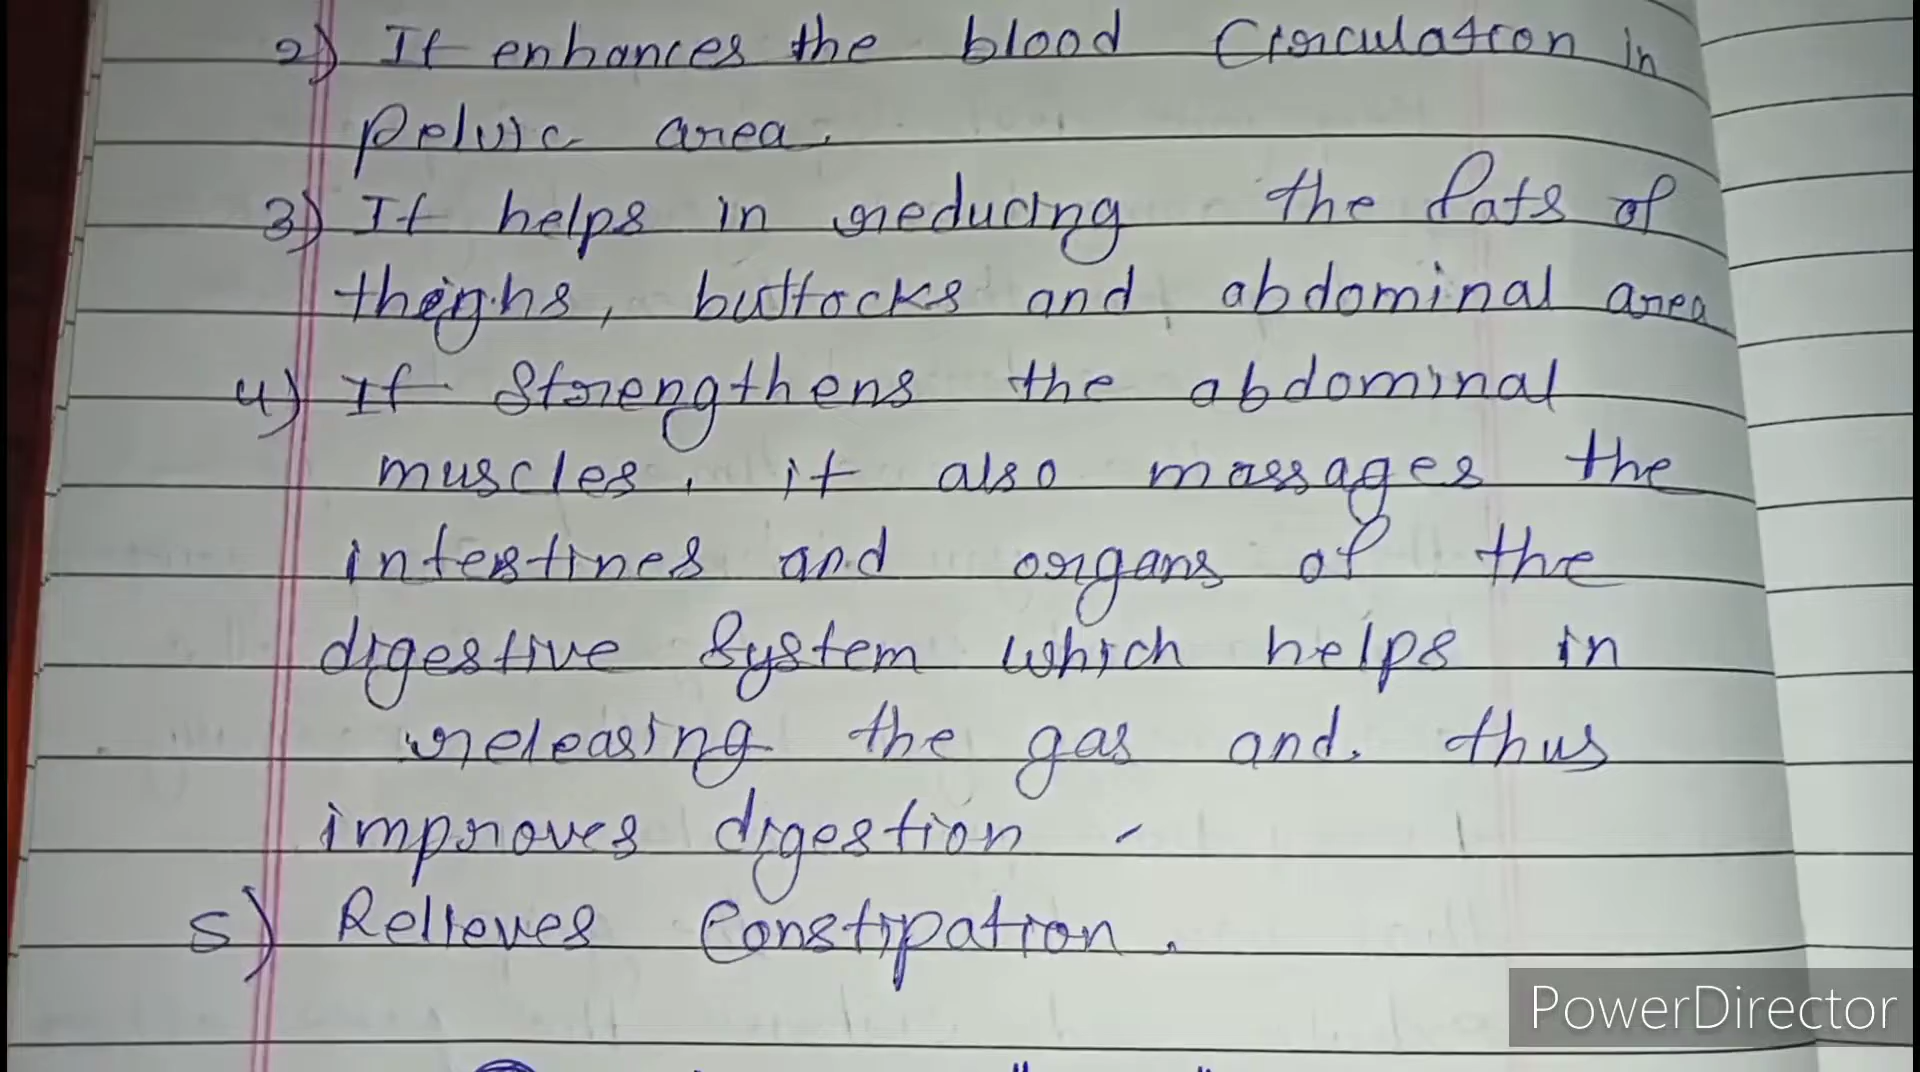 2) It enhances the blood Circulation in
pelvic area.
3) It helps in reducing the fats of
theighs, buttocks and abdominal area
4) It Strengthens the abdominal
muscles, it also massages the
intestines and organs of the
digestive System which helps in
releasing the gas and thus
improves digestion -
5) Relieves Constipation.
PowerDirector